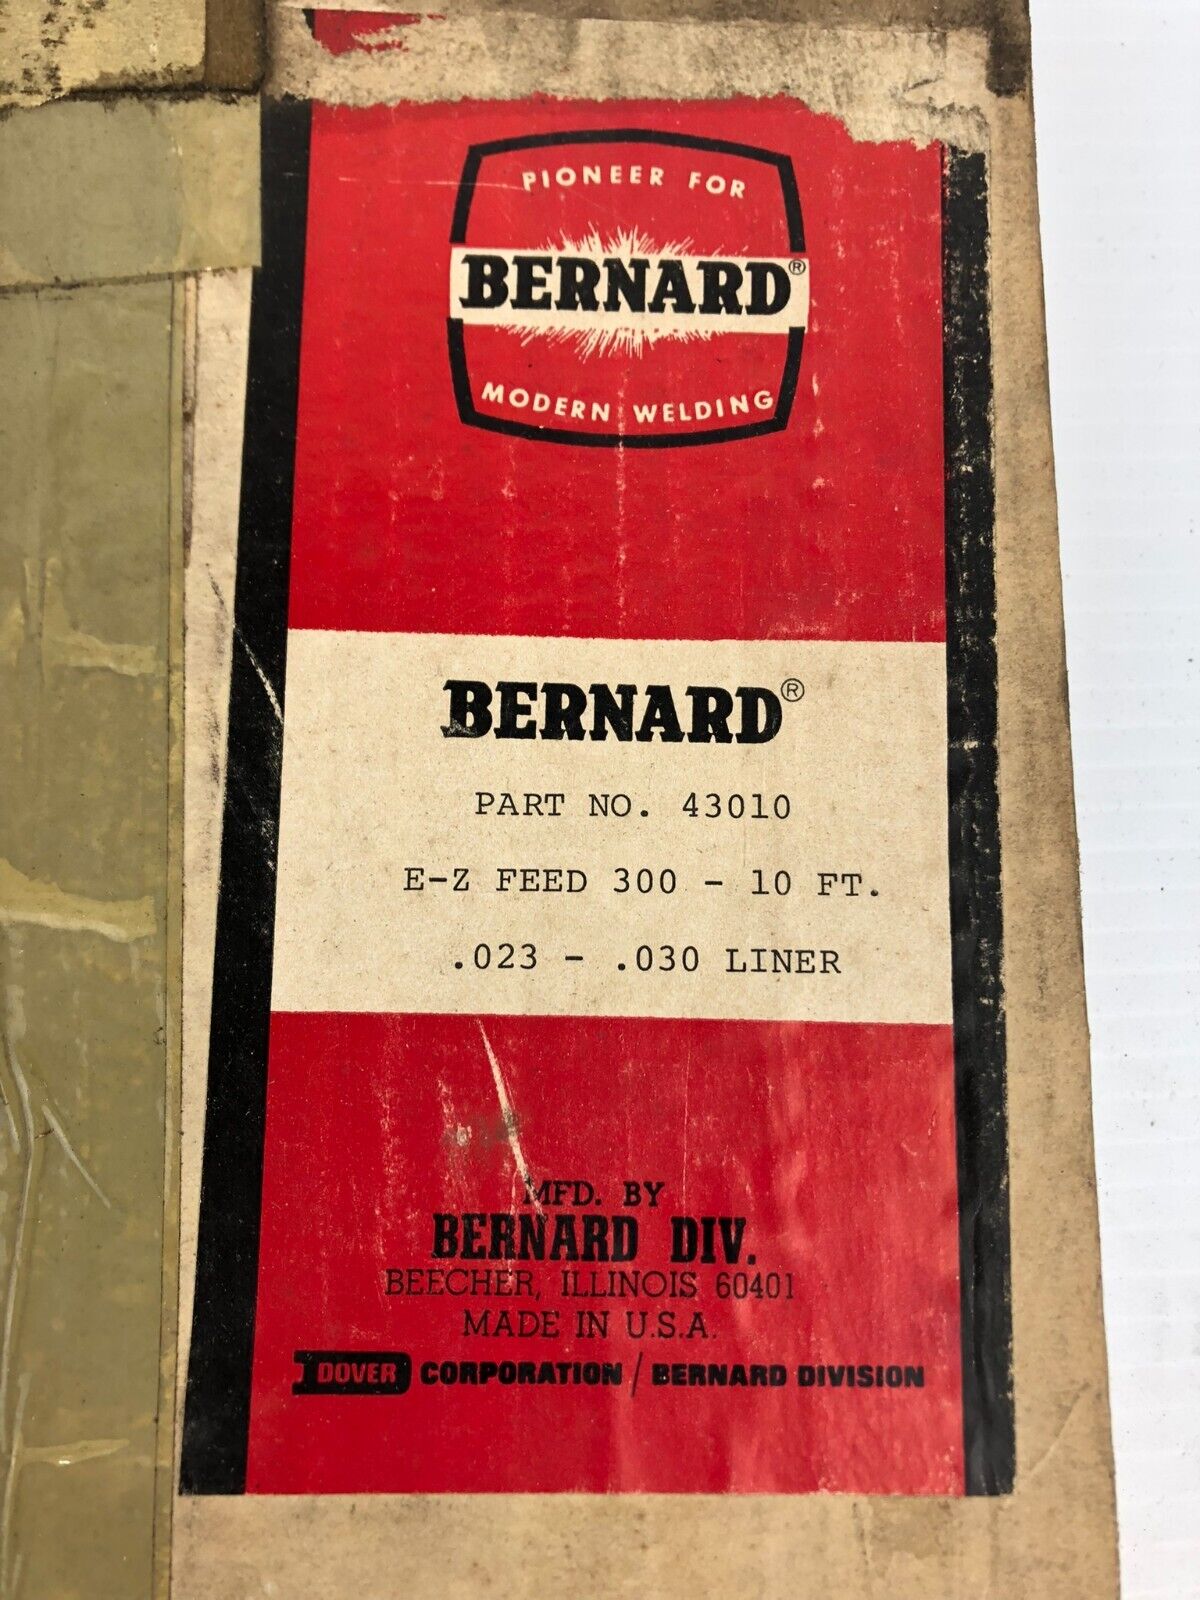 PIONEER FOR
BERNARD®
MODERN WELDING
BERNARD®
PART NO. 43010
E-Z FEED 300 - 10 FT.
.023 - .030 LINER
MFD. BY
BERNARD DIV.
BEECHER, ILLINOIS 60401
MADE IN U.S.A.
DOVER CORPORATION / BERNARD DIVISION